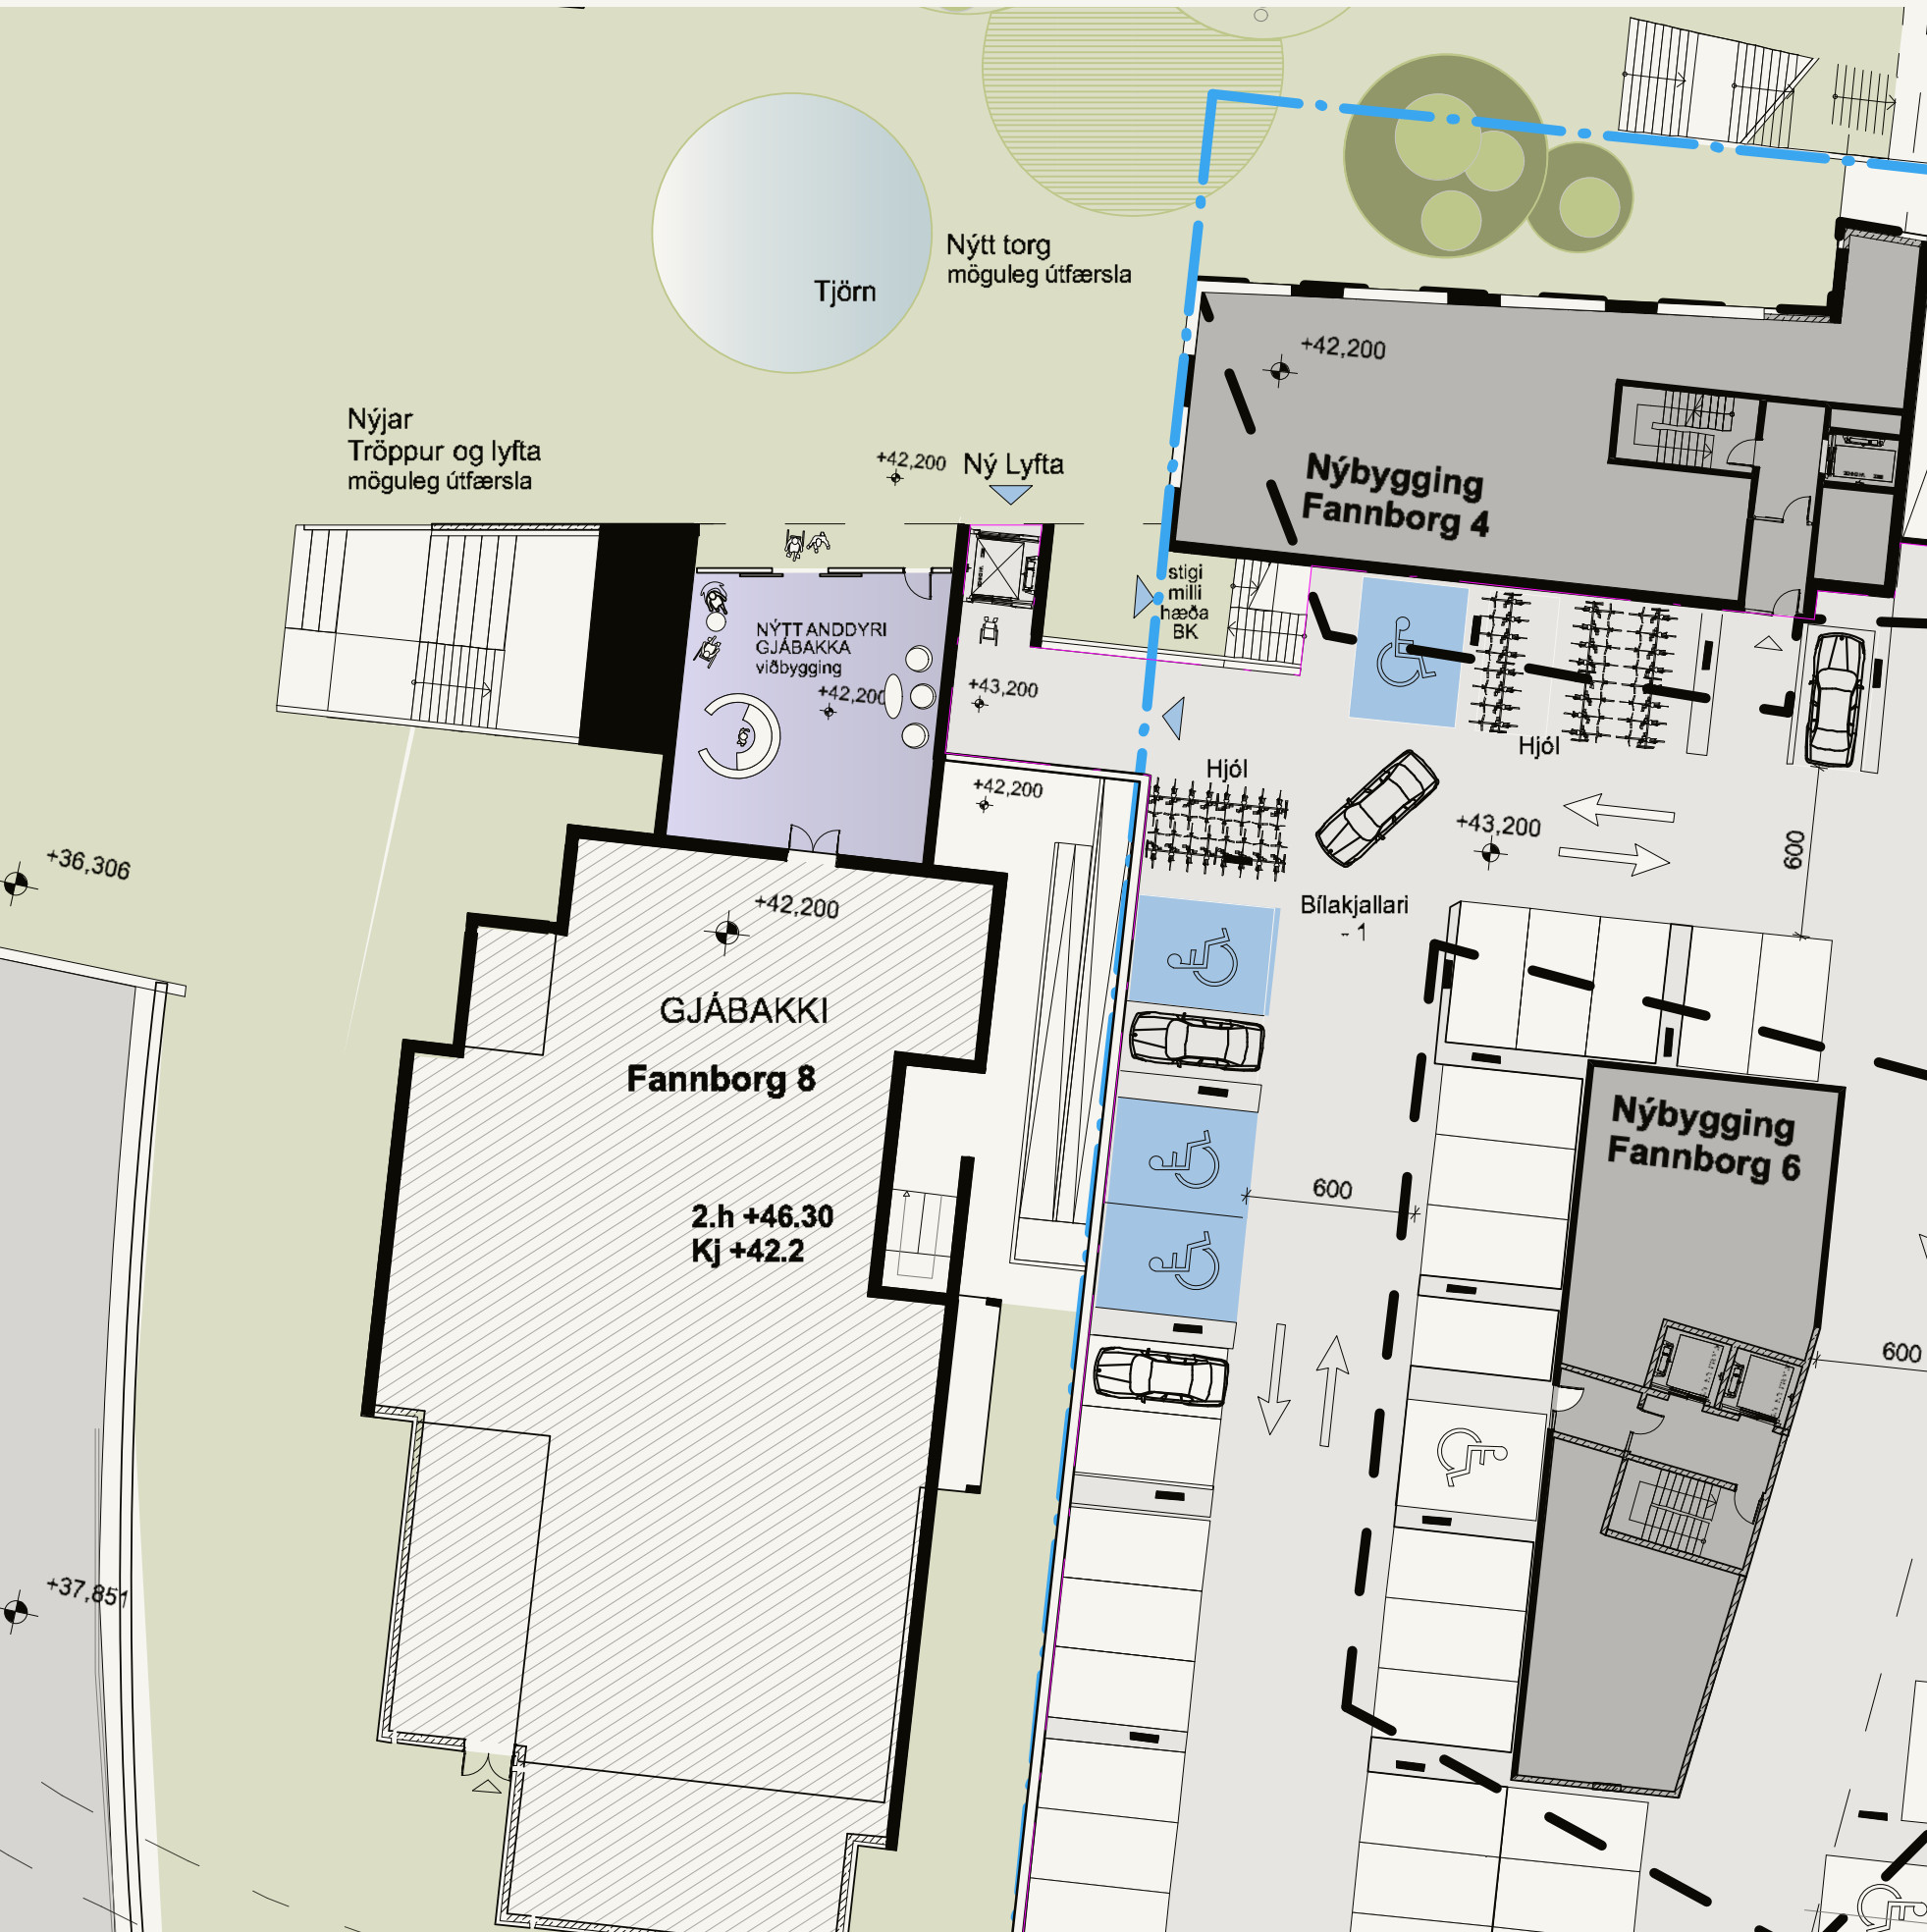 Nýtt torg
möguleg útfærsla
Tjörn
+42,200
Nýjar
Tröppur og lyfta
möguleg útfærsla
+42,200
Ný Lyfta
Nýbygging
Fannborg 4
stigi
milli
hæða
BK
NÝTT ANDDYRI
GJÁBAKKA
viðbygging
+42,200
+43,200
Hjól
Hjól
+42,200
+43,200
600
+36,306
+42,200
Bílakjallari
- 1
GJÁBAKKI
Fannborg 8
Nýbygging
Fannborg 6
600
2.h +46.30
Kj +42.2
600
+37,851